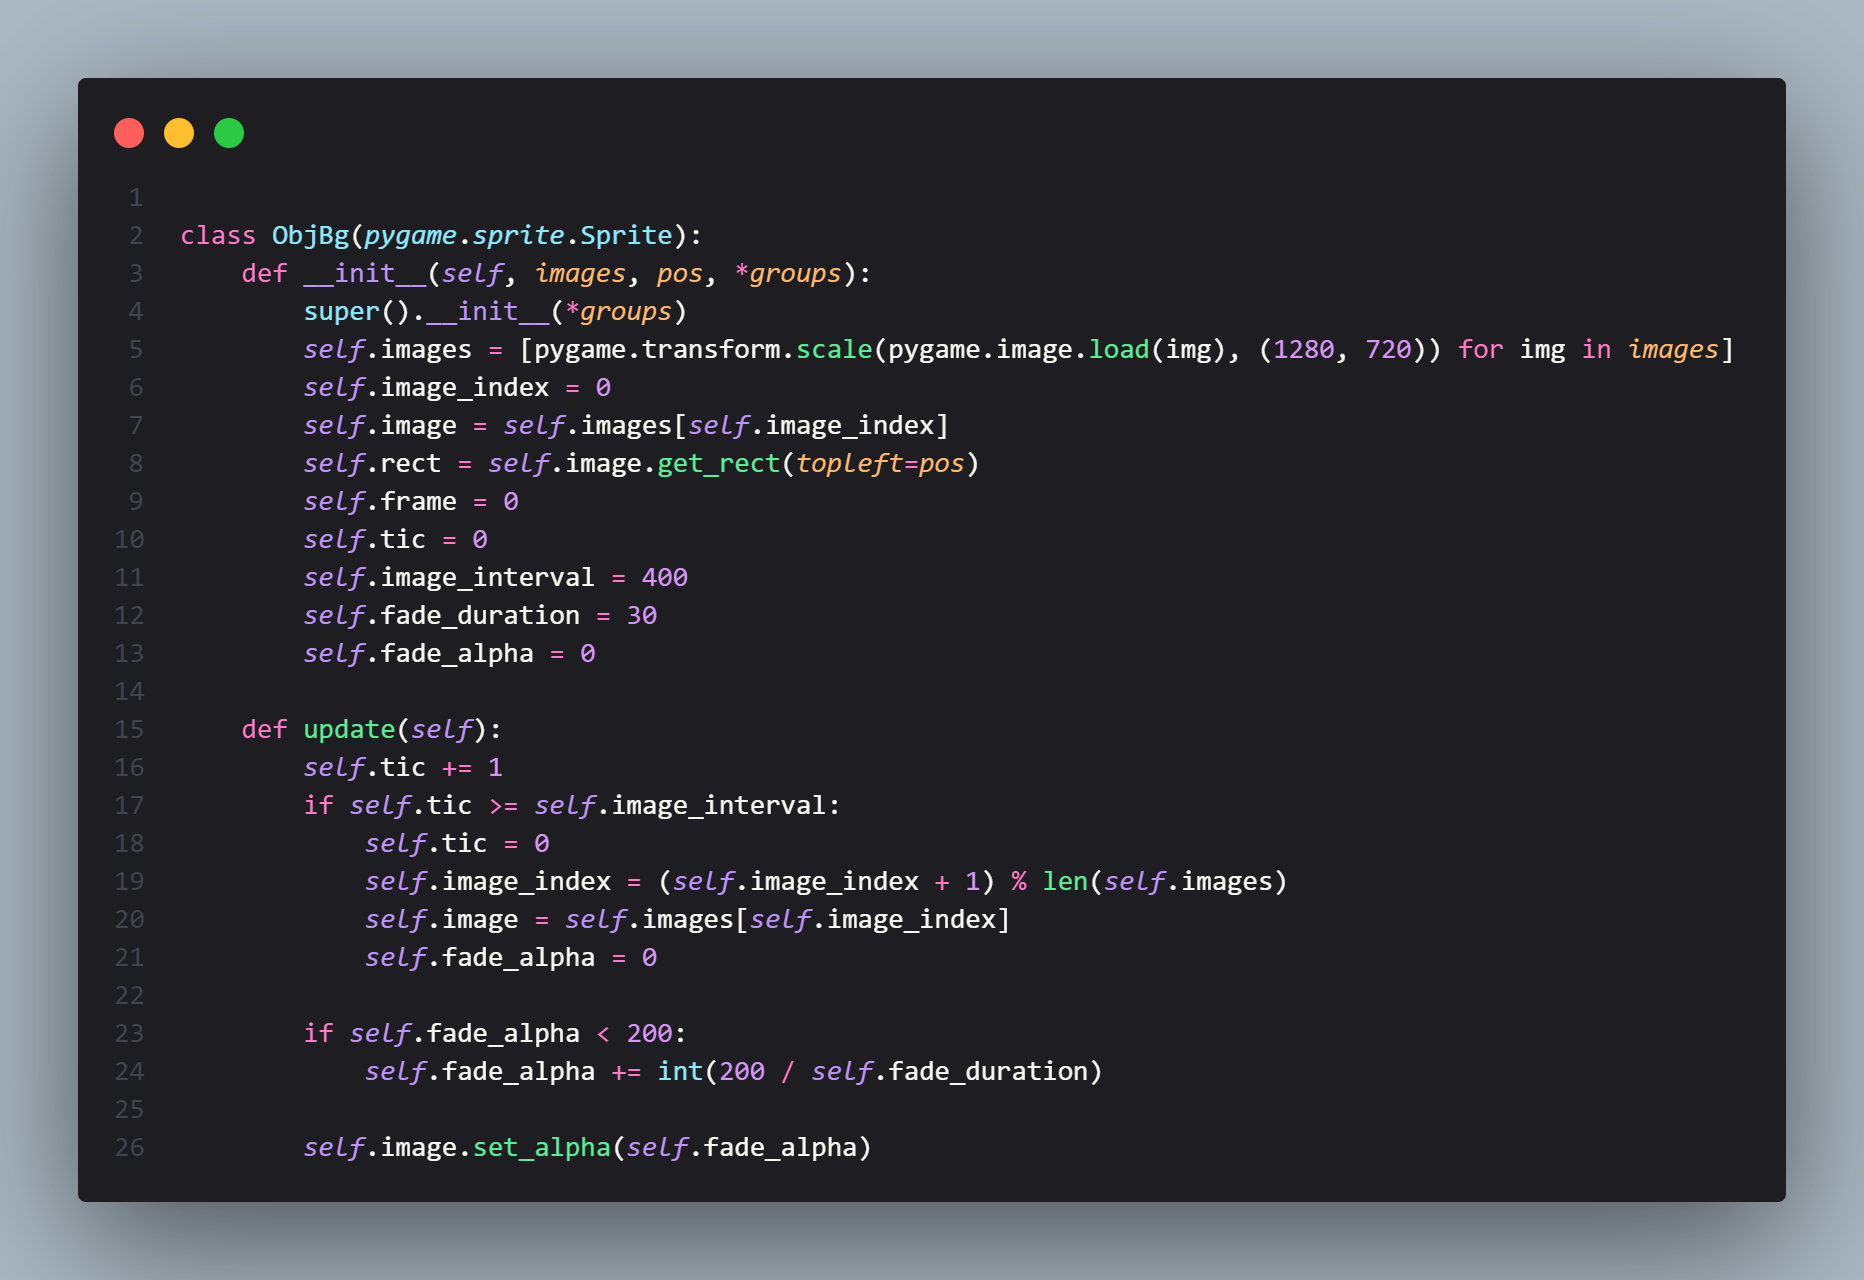 1
2 class ObjBg(pygame.sprite.Sprite):
3     def __init__(self, images, pos, *groups):
4         super().__init__(*groups)
5         self.images = [pygame.transform.scale(pygame.image.load(img), (1280, 720)) for img in images]
6         self.image_index = 0
7         self.image = self.images[self.image_index]
8         self.rect = self.image.get_rect(topleft=pos)
9         self.frame = 0
10         self.tic = 0
11         self.image_interval = 400
12         self.fade_duration = 30
13         self.fade_alpha = 0
14
15     def update(self):
16         self.tic += 1
17         if self.tic >= self.image_interval:
18             self.tic = 0
19             self.image_index = (self.image_index + 1) % len(self.images)
20             self.image = self.images[self.image_index]
21             self.fade_alpha = 0
22
23         if self.fade_alpha < 200:
24             self.fade_alpha += int(200 / self.fade_duration)
25
26         self.image.set_alpha(self.fade_alpha)